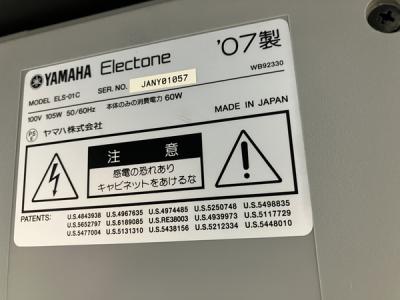 YAMAHA Electone '07製
WB92330
MODEL ELS-01C SER. NO. JANY01057
100V 105W 50/60Hz 本体のみの消費電力 60W
PS E ヤマハ株式会社 MADE IN JAPAN
注 意
感電の恐れあり
キャビネットをあけるな
PATENTS: U.S.4843938 U.S.4967635 U.S.4974485 U.S.5250748 U.S.5498835
U.S.5652797 U.S.6189085 U.S.RE38003 U.S.4939973 U.S.5117729
U.S.5477004 U.S.5131310 U.S.5438156 U.S.5212334 U.S.5448010